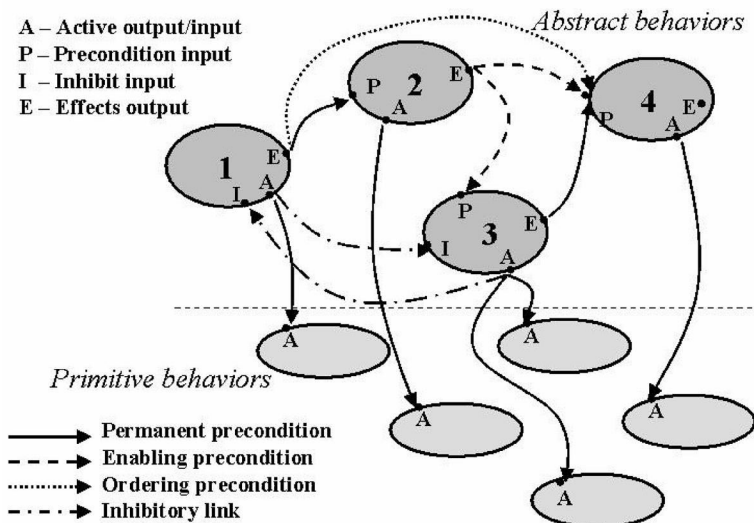 A – Active output/input
P – Precondition input
I – Inhibit input
E – Effects output
Abstract behaviors
2
E
P
A
4
E
P
A
1
E
A
I
P
3
E
I
A
A
A
Primitive behaviors
A
A
A
Permanent precondition
Enabling precondition
Ordering precondition
Inhibitory link